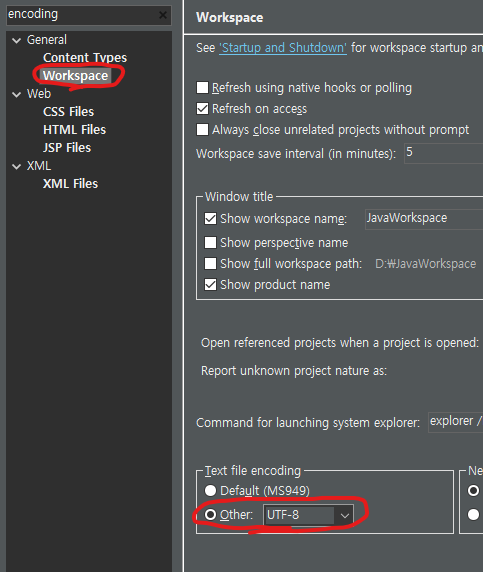 encoding
General
Content Types
Workspace
Web
CSS Files
HTML Files
JSP Files
XML
XML Files
Workspace
See 'Startup and Shutdown' for workspace startup an
Refresh using native hooks or polling
Refresh on access
Always close unrelated projects without prompt
Workspace save interval (in minutes): 5
Window title
Show workspace name: JavaWorkspace
Show perspective name
Show full workspace path: D:₩JavaWorkspace
Show product name
Open referenced projects when a project is opened:
Report unknown project nature as:
Command for launching system explorer: explorer /
Text file encoding
Ne
Default (MS949)
Other: UTF-8